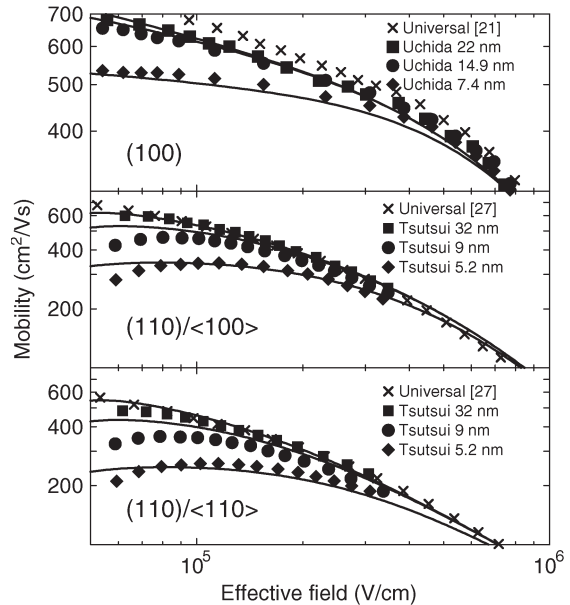 700
600
500
400
× Universal [21]
■ Uchida 22 nm
● Uchida 14.9 nm
◆ Uchida 7.4 nm
(100)
Mobility (cm²/Vs)
600
400
200
× Universal [27]
■ Tsutsui 32 nm
● Tsutsui 9 nm
◆ Tsutsui 5.2 nm
(110)/<100>
600
400
200
× Universal [27]
■ Tsutsui 32 nm
● Tsutsui 9 nm
◆ Tsutsui 5.2 nm
(110)/<110>
10⁵ 10⁶
Effective field (V/cm)